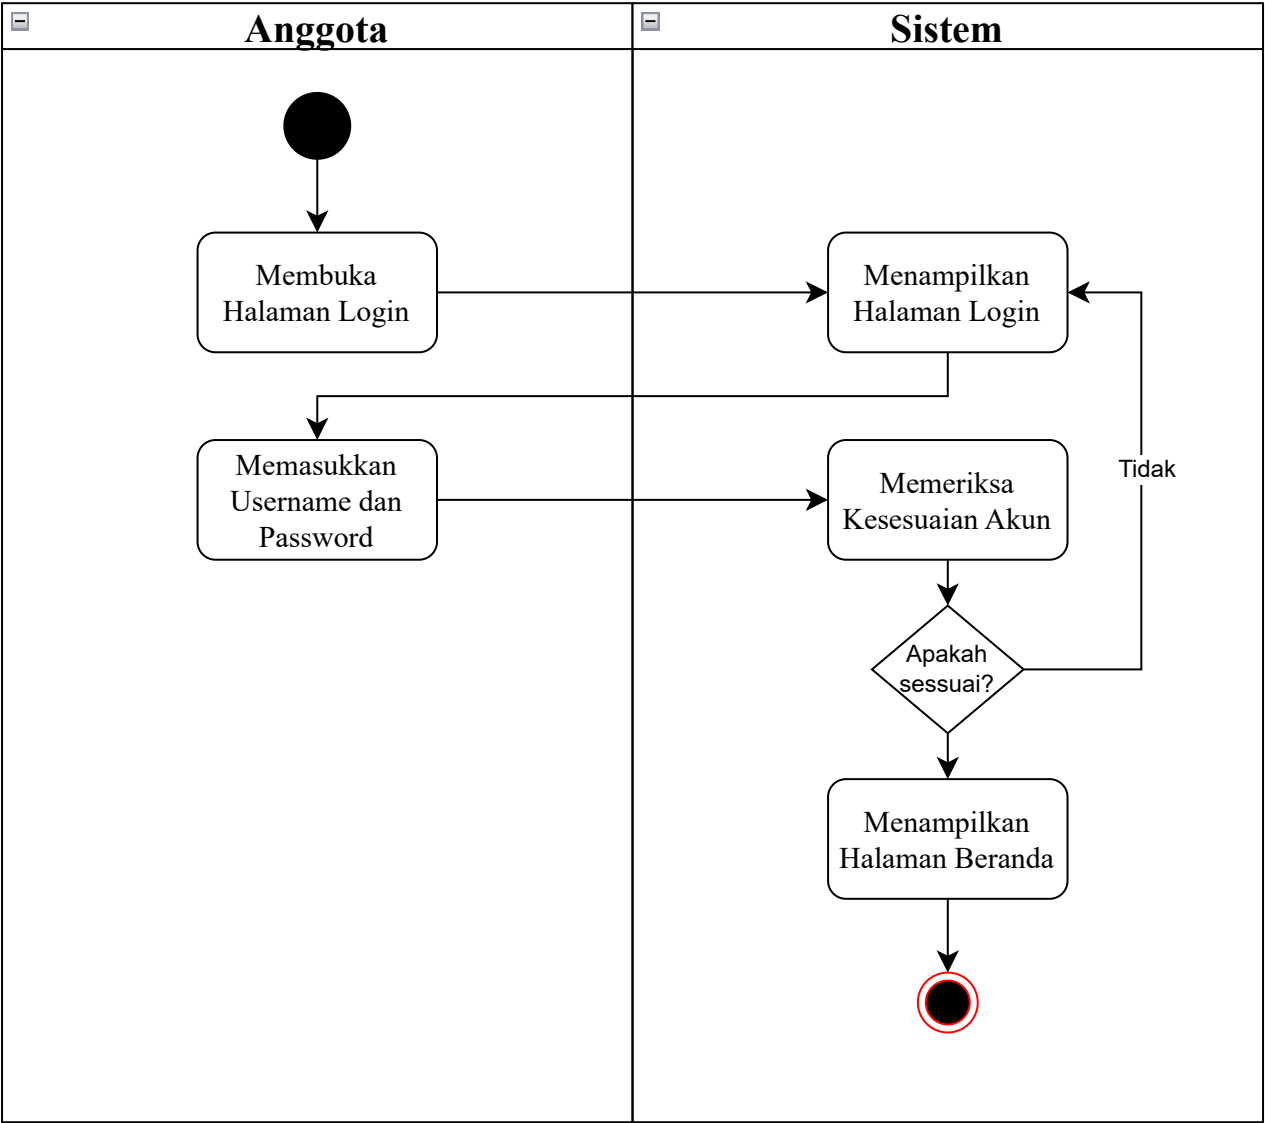 Anggota
Sistem
Membuka
Halaman Login
Menampilkan
Halaman Login
Memasukkan
Username dan
Password
Memeriksa
Kesesuaian Akun
Tidak
Apakah
sessuai?
Menampilkan
Halaman Beranda